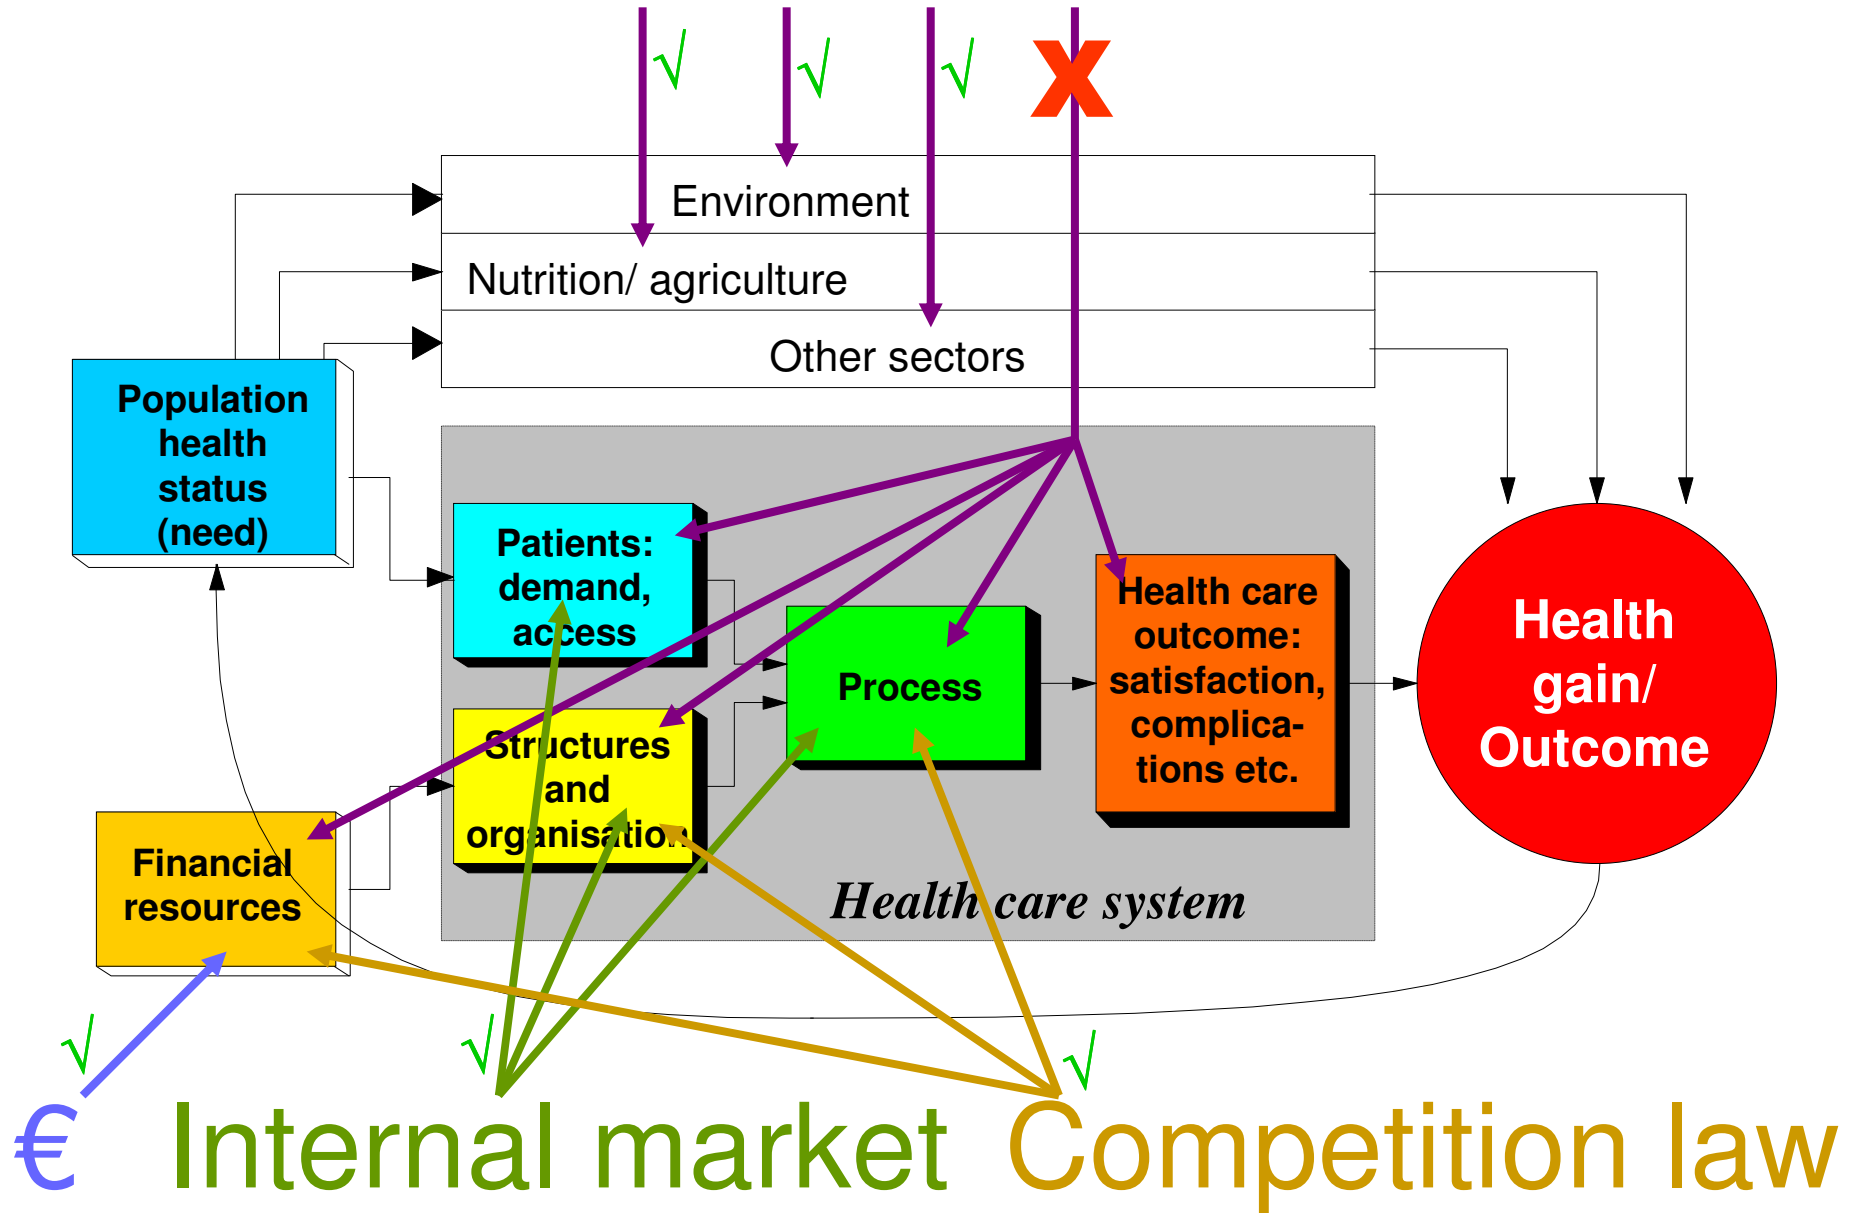 √ √ √ X
Environment
Nutrition/ agriculture
Other sectors
Population
health
status
(need)
Patients:
demand,
access
Structures
and
organisation
Process
Health care
outcome:
satisfaction,
complica-
tions etc.
Health
gain/
Outcome
Financial
resources
Health care system
√ √ √
€ Internal market Competition law